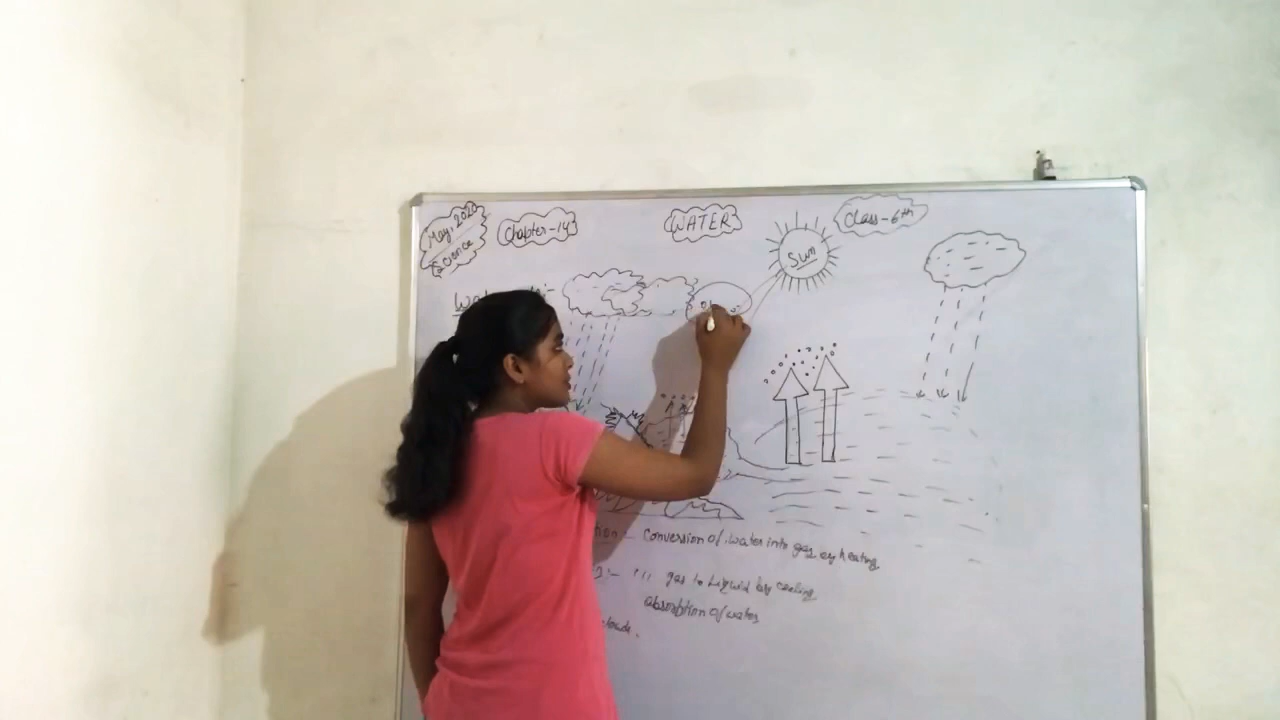 May, 2020
Science
Chapter-14
WATER
Class-6th
Sun
Conversion of water into gas by heating
gas to liquid by cooling
absorption of water